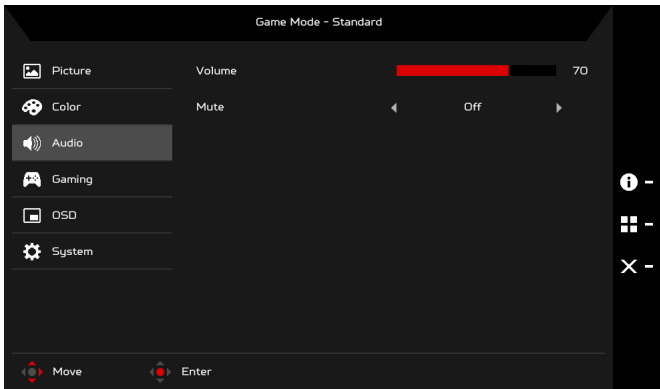 Game Mode - Standard
Picture
Volume 70
Color
Mute Off
Audio
Gaming
OSD
System
Move Enter